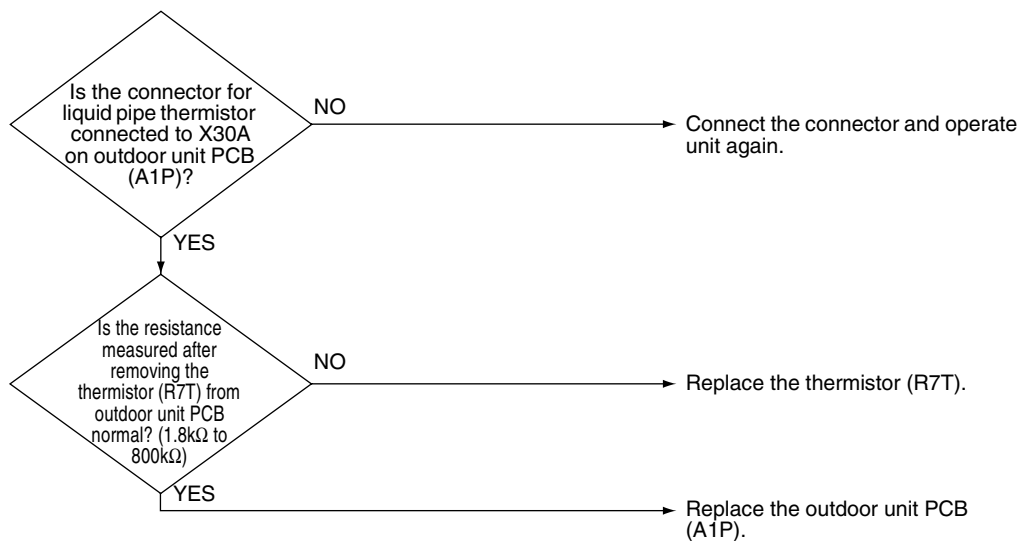 Is the connector for
liquid pipe thermistor
connected to X30A
on outdoor unit PCB
(A1P)?
NO
Connect the connector and operate
unit again.
YES
Is the resistance
measured after
removing the
thermistor (R7T) from
outdoor unit PCB
normal? (1.8kΩ to
800kΩ)
NO
Replace the thermistor (R7T).
YES
Replace the outdoor unit PCB
(A1P).